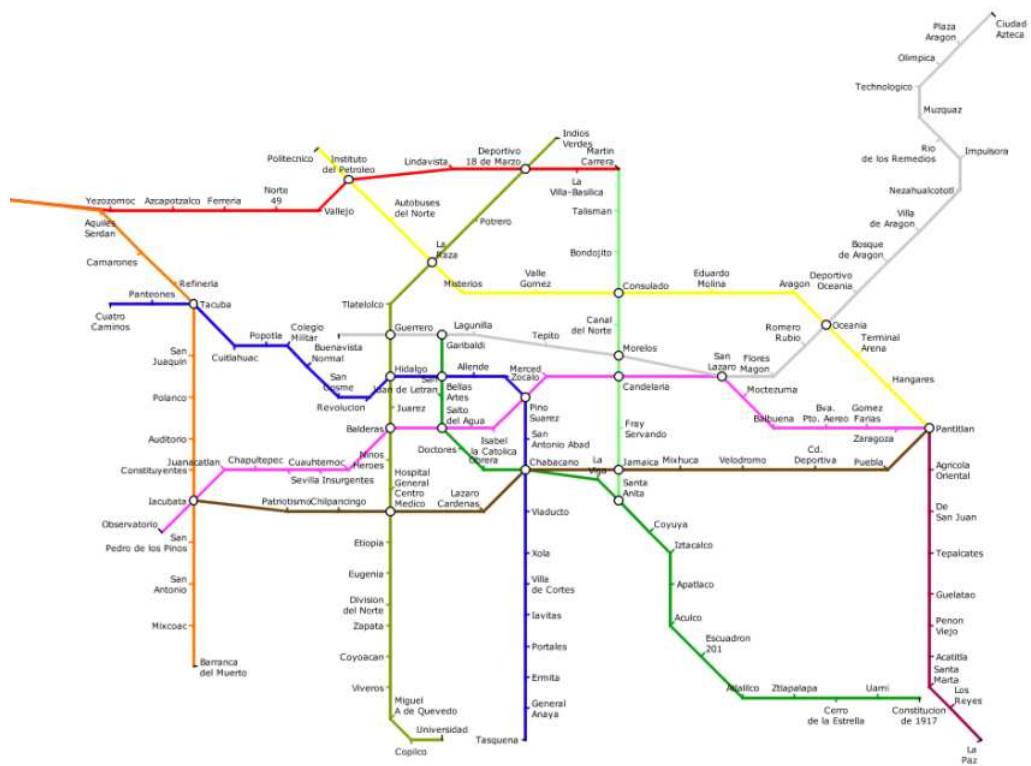 Ciudad
Azteca
Plaza
Aragon
Olimpica
Technologico
Muzquaz
Rio
de los Remedios
Impulsora
Nezahualcototl
Villa
de Aragon
Bosque
de Aragon
Deportivo
Oceania
Oceania
Romero
Rubio
Terminal
Arena
Hangares
Politecnico
Instituto
del Petroleo
Lindavista
Deportivo
18 de Marzo
Indios
Verdes
Martin
Carrera
La
Villa-Basilica
Yezozomoc
Azcapotzalco
Ferreria
Norte
49
Vallejo
Autobuses
del Norte
Potrero
Talisman
Aquiles
Serdan
Camarones
Refineria
La
Raza
Misterios
Valle
Gomez
Bondojito
Consulado
Eduardo
Molina
Aragon
Panteones
Tacuba
Cuatro
Caminos
Cuitlahuac
Popotla
Colegio
Militar
Tlatelolco
Guerrero
Lagunilla
Garibaldi
Tepito
Canal
del Norte
Morelos
Buenavista
Normal
San
Cosme
Revolucion
Hidalgo
Allende
Merced
Zocalo
Candelaria
San
Lazaro
Flores
Magon
Moctezuma
San
Juaquin
Polanco
San
Juan de Letran
Bellas
Artes
Juarez
Salto
del Agua
Pino
Suarez
Balderas
Balbuena
Bva.
Pto. Aereo
Gomez
Farias
Zaragoza
Pantitlan
Auditorio
Constituyentes
Juanacatlan
Chapultepec
Cuauhtemoc
Sevilla
Insurgentes
Ninos
Heroes
Doctores
Isabel
la Catolica
Obrera
San
Antonio Abad
Fray
Servando
Chabacano
La
Viga
Jamaica
Mixhuca
Velodromo
Cd.
Deportiva
Puebla
Agricola
Oriental
Iacubata
Patriotismo
Chilpancingo
Hospital
General
Centro
Medico
Lazaro
Cardenas
Santa
Anita
Observatorio
San
Pedro de los Pinos
Viaducto
Coyuya
De
San Juan
San
Antonio
Etiopia
Xola
Iztacalco
Tepalcates
Eugenia
Villa
de Cortes
Apatlaco
Guelatao
Mixcoac
Division
del Norte
Zapata
Iavitas
Aculco
Penon
Viejo
Barranca
del Muerto
Coyoacan
Portales
Escuadron
201
Acatitla
Viveros
Ermita
Santa
Marta
Los
Reyes
Atlalilco
Ztlapalapa
Cerro
de la Estrella
Uami
Constitucion
de 1917
Miguel
A de Quevedo
General
Anaya
Universidad
Copilco
Tasquena
La
Paz